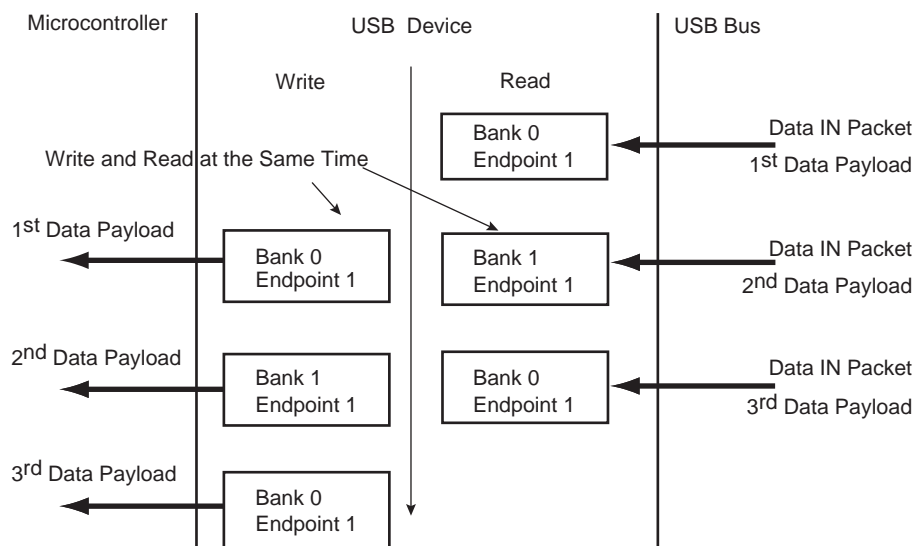 Microcontroller
USB Device
USB Bus
Write
Read
Bank 0
Endpoint 1
Data IN Packet
1st Data Payload
Write and Read at the Same Time
1st Data Payload
Bank 0
Endpoint 1
Bank 1
Endpoint 1
Data IN Packet
2nd Data Payload
2nd Data Payload
Bank 1
Endpoint 1
Bank 0
Endpoint 1
Data IN Packet
3rd Data Payload
3rd Data Payload
Bank 0
Endpoint 1